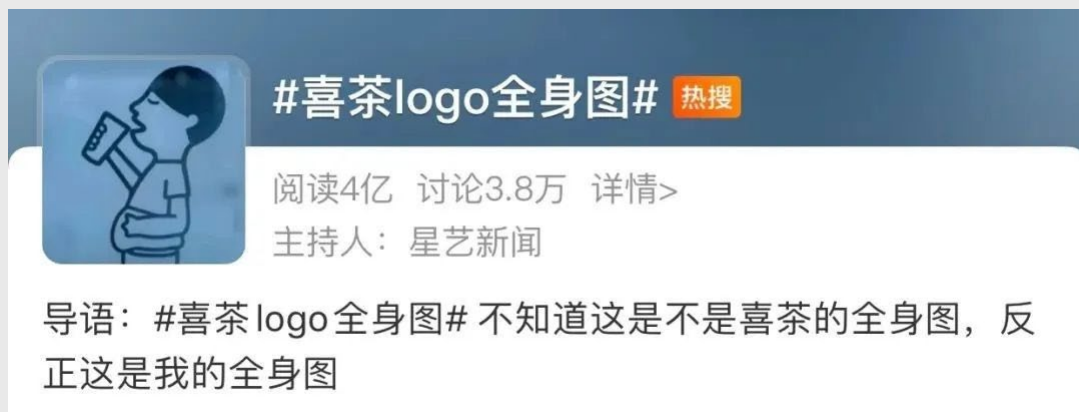 #喜茶logo全身图# 热搜
阅读4亿 讨论3.8万 详情>
主持人：星艺新闻
导语：#喜茶logo全身图# 不知道这是不是喜茶的全身图，反
正这是我的全身图